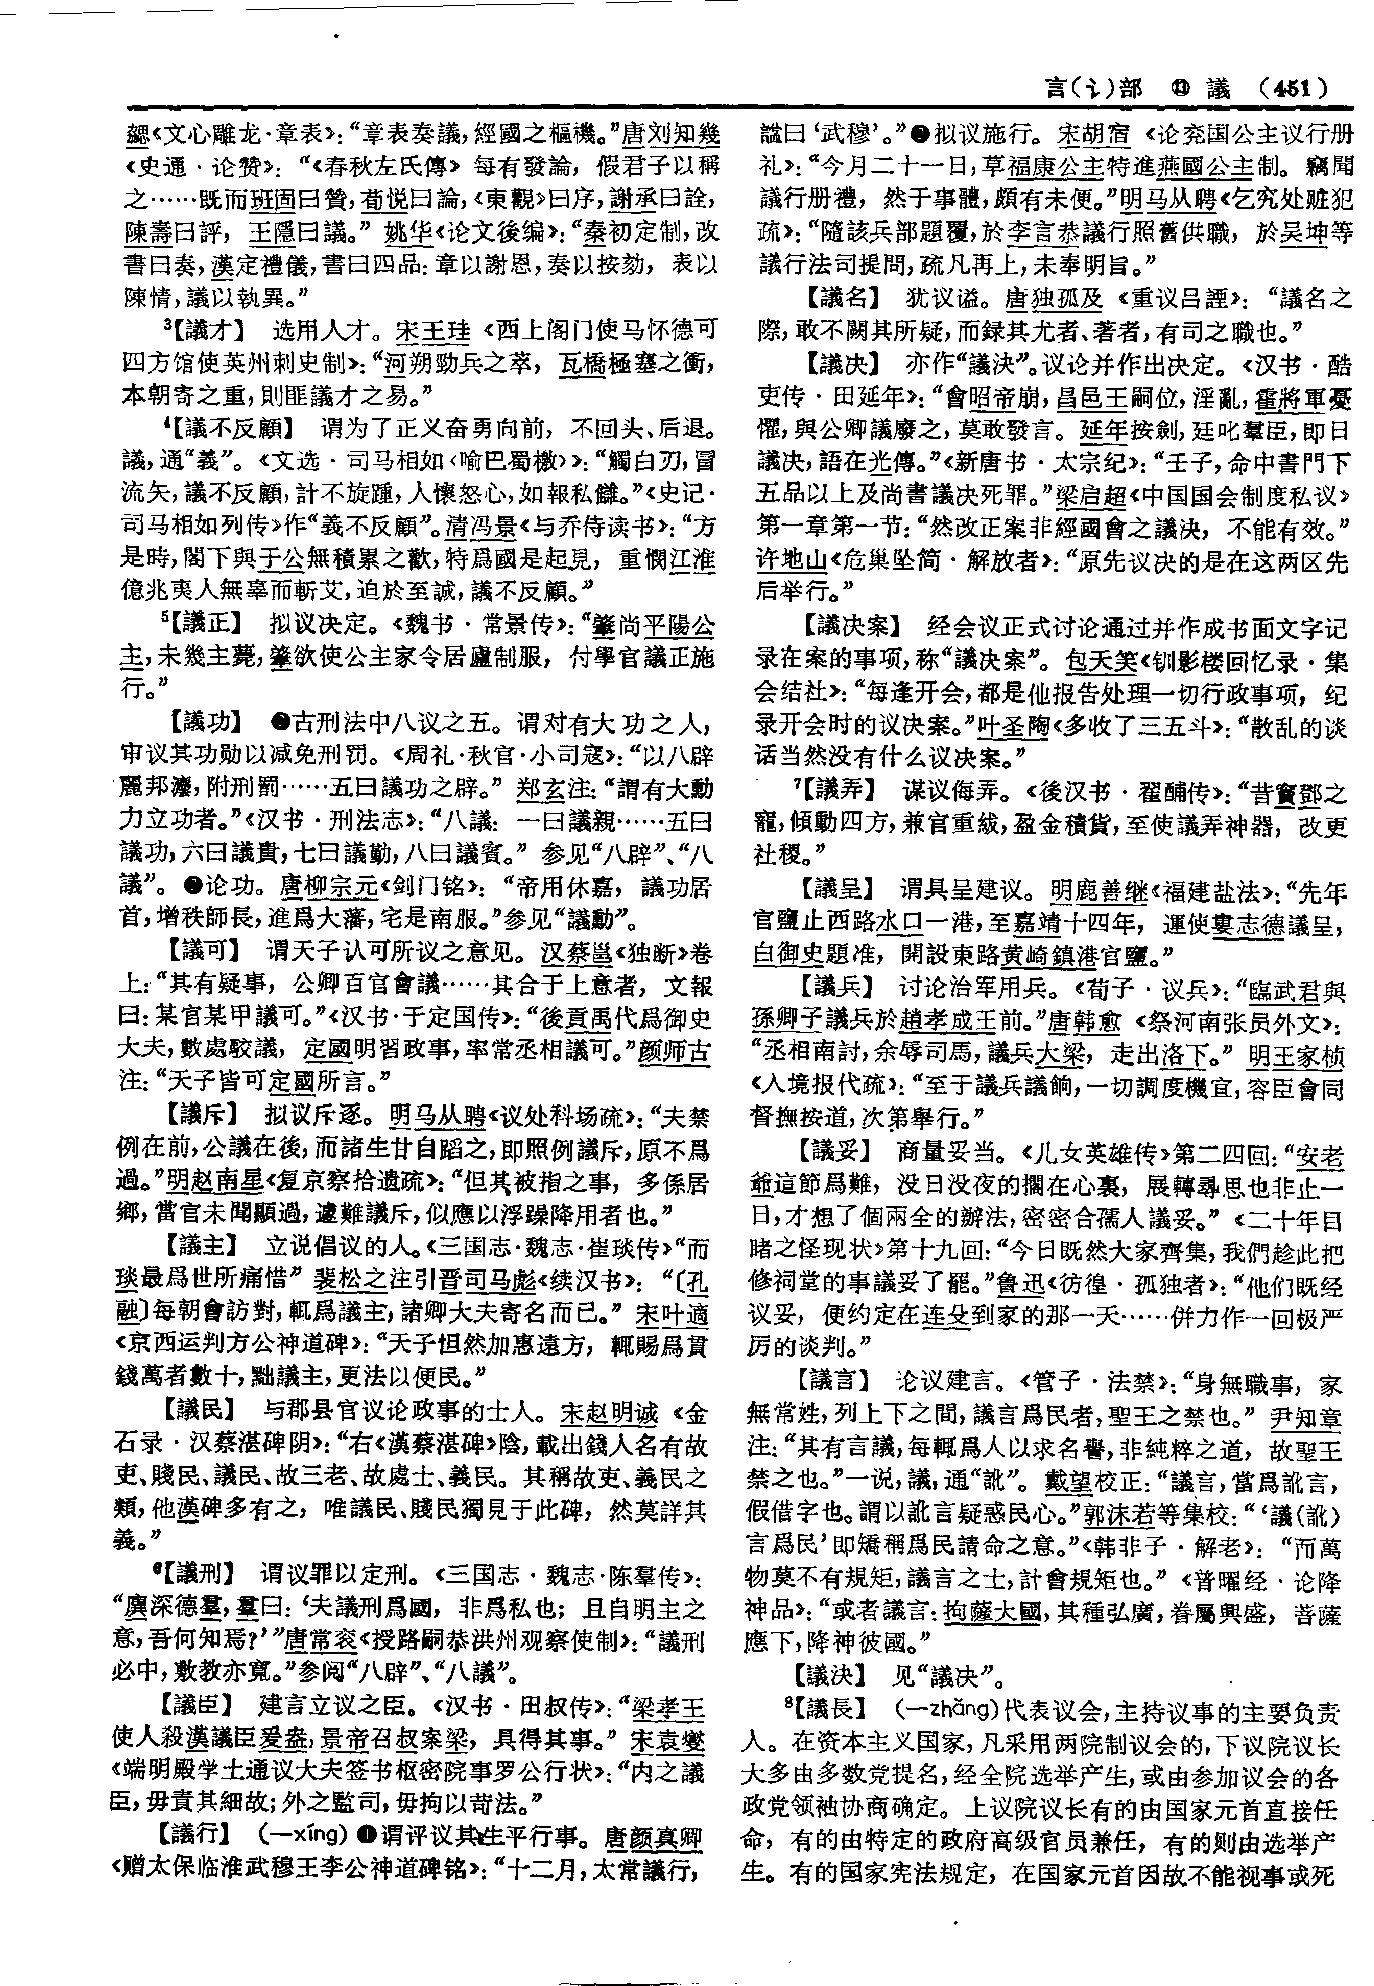 言(讠)部 ⑬ 議 (451)
勰《文心雕龙·章表》：“章表奏議，經國之樞機。”唐刘知幾
《史通·论赞》：“《春秋左氏傳》每有發論，假君子以稱
之……既而班固曰贊，荀悦曰論，《東觀》曰序，謝承曰詮，
陳壽曰評，王隱曰議。”姚华《论文後编》：“秦初定制，改
書曰奏，漢定禮儀，書曰四品：章以謝恩，奏以按劾，表以
陳情，議以執異。”
3【議才】 选用人才。宋王珪《西上阁门使马怀德可
四方馆使英州刺史制》：“河朔勁兵之萃，瓦橋極塞之衝，
本朝寄之重，則匪議才之易。”
4【議不反顧】 谓为了正义奋勇向前，不回头、后退。
議，通“義”。《文选·司马相如〈喻巴蜀檄〉》：“觸白刃，冒
流矢，議不反顧，計不旋踵，人懷怒心，如報私讎。”《史记·
司马相如列传》作“義不反顧”。清冯景《与乔侍读书》：“方
是時，閣下與于公無積累之歡，特爲國是起見，重憫江淮
億兆夷人無辜而斬艾，迫於至誠，議不反顧。”
5【議正】 拟议决定。《魏书·常景传》：“肇尚平陽公
主，未幾主薨，肇欲使公主家令居廬制服，付學官議正施
行。”
【議功】 ❶古刑法中八议之五。谓对有大功之人，
审议其功勋以减免刑罚。《周礼·秋官·小司寇》：“以八辟
麗邦灋，附刑罰……五曰議功之辟。”郑玄注：“謂有大勳
力立功者。”《汉书·刑法志》：“八議：一曰議親……五曰
議功，六曰議貴，七曰議勤，八曰議賓。”参见“八辟”、“八
議”。❷论功。唐柳宗元《剑门铭》：“帝用休嘉，議功居
首，增秩師長，進爲大藩，宅是南服。”参见“議勳”。
【議可】 谓天子认可所议之意见。汉蔡邕《独断》卷
上：“其有疑事，公卿百官會議……其合于上意者，文報
曰：某官某甲議可。”《汉书·于定国传》：“後貢禹代爲御史
大夫，數處駮議，定國明習政事，率常丞相議可。”颜师古
注：“天子皆可定國所言。”
【議斥】 拟议斥逐。明马从聘《议处科场疏》：“夫禁
例在前，公議在後，而諸生甘自蹈之，即照例議斥，原不爲
過。”明赵南星《复京察拾遗疏》：“但其被指之事，多係居
鄉，當官未聞顯過，遽難議斥，似應以浮躁降用者也。”
【議主】 立说倡议的人。《三国志·魏志·崔琰传》“而
琰最爲世所痛惜”裴松之注引晋司马彪《续汉书》：“〔孔
融〕每朝會訪對，輒爲議主，諸卿大夫寄名而已。”宋叶適
《京西运判方公神道碑》：“天子怛然加惠遠方，輒賜爲貫
錢萬者數十，黜議主，更法以便民。”
【議民】 与郡县官议论政事的士人。宋赵明诚《金
石录·汉蔡湛碑阴》：“右《漢蔡湛碑》陰，載出錢人名有故
吏、賤民、議民、故三老、故處士、義民。其稱故吏、義民之
類，他漢碑多有之，唯議民、賤民獨見于此碑，然莫詳其
義。”
6【議刑】 谓议罪以定刑。《三国志·魏志·陈羣传》：
“廙深德羣，羣曰：‘夫議刑爲國，非爲私也；且自明主之
意，吾何知焉？’”唐常衮《授路嗣恭洪州观察使制》：“議刑
必中，敷教亦寬。”参阅“八辟”、“八議”。
【議臣】 建言立议之臣。《汉书·田叔传》：“梁孝王
使人殺漢議臣爰盎，景帝召叔案梁，具得其事。”宋袁燮
《端明殿学士通议大夫签书枢密院事罗公行状》：“内之議
臣，毋責其細故；外之監司，毋拘以苛法。”
【議行】 (一xíng)❶谓评议其生平行事。唐颜真卿
《赠太保临淮武穆王李公神道碑铭》：“十二月，太常議行，
諡曰‘武穆’。”❷拟议施行。宋胡宿《论兖国公主议行册
礼》：“今月二十一日，草福康公主特進燕國公主制。竊聞
議行册禮，然于事體，頗有未便。”明马从聘《乞究处赃犯
疏》：“隨該兵部題覆，於李言恭議行照舊供職，於吴坤等
議行法司提問，疏凡再上，未奉明旨。”
【議名】 犹议谥。唐独孤及《重议吕諲》：“議名之
際，敢不闕其所疑，而録其尤者、著者，有司之職也。”
【議决】 亦作“議決”。议论并作出决定。《汉书·酷
吏传·田延年》：“會昭帝崩，昌邑王嗣位，淫亂，霍將軍憂
懼，與公卿議廢之，莫敢發言。延年按劍，廷叱羣臣，即日
議决，語在光傳。”《新唐书·太宗纪》：“壬子，命中書門下
五品以上及尚書議决死罪。”梁启超《中国国会制度私议》
第一章第一节：“然改正案非經國會之議決，不能有效。”
许地山《危巢坠简·解放者》：“原先议决的是在这两区先
后举行。”
【議决案】 经会议正式讨论通过并作成书面文字记
录在案的事项，称“議决案”。包天笑《钏影楼回忆录·集
会结社》：“每逢开会，都是他报告处理一切行政事项，纪
录开会时的议决案。”叶圣陶《多收了三五斗》：“散乱的谈
话当然没有什么议决案。”
7【議弄】 谋议侮弄。《後汉书·翟酺传》：“昔竇鄧之
寵，傾動四方，兼官重紱，盈金積貨，至使議弄神器，改更
社稷。”
【議呈】 谓具呈建议。明鹿善继《福建盐法》：“先年
官鹽止西路水口一港，至嘉靖十四年，運使婁志德議呈，
白御史題准，開設東路黄崎鎮港官鹽。”
【議兵】 讨论治军用兵。《荀子·议兵》：“臨武君與
孫卿子議兵於趙孝成王前。”唐韩愈《祭河南张员外文》：
“丞相南討，余辱司馬，議兵大梁，走出洛下。”明王家桢
《入境报代疏》：“至于議兵議餉，一切調度機宜，容臣會同
督撫按道，次第舉行。”
【議妥】 商量妥当。《儿女英雄传》第二四回：“安老
爺這節爲難，没日没夜的擱在心裏，展轉尋思也非止一
日，才想了個兩全的辦法，密密合孺人議妥。”《二十年目
睹之怪现状》第十九回：“今日既然大家齊集，我們趁此把
修祠堂的事議妥了罷。”鲁迅《彷徨·孤独者》：“他们既经
议妥，便约定在连殳到家的那一天……併力作一回极严
厉的谈判。”
【議言】 论议建言。《管子·法禁》：“身無職事，家
無常姓，列上下之間，議言爲民者，聖王之禁也。”尹知章
注：“其有言議，每輒爲人以求名譽，非純粹之道，故聖王
禁之也。”一说，議，通“訛”。戴望校正：“議言，當爲訛言，
假借字也。謂以訛言疑惑民心。”郭沫若等集校：“‘議(訛)
言爲民’即矯稱爲民請命之意。”《韩非子·解老》：“而萬
物莫不有規矩，議言之士，計會規矩也。”《普曜经·论降
神品》：“或者議言：拘薩大國，其種弘廣，眷屬興盛，菩薩
應下，降神彼國。”
【議決】 见“議决”。
8【議長】 (一zhǎng)代表议会，主持议事的主要负责
人。在资本主义国家，凡采用两院制议会的，下议院议长
大多由多数党提名，经全院选举产生，或由参加议会的各
政党领袖协商确定。上议院议长有的由国家元首直接任
命，有的由特定的政府高级官员兼任，有的则由选举产
生。有的国家宪法规定，在国家元首因故不能视事或死